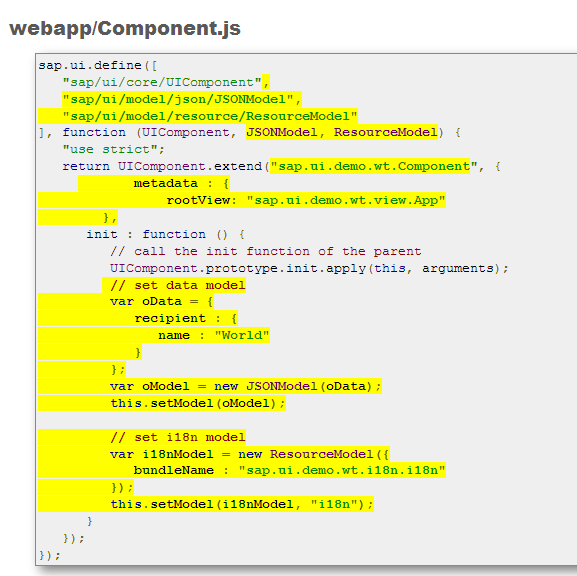 webapp/Component.js
sap.ui.define([
   "sap/ui/core/UIComponent",
   "sap/ui/model/json/JSONModel",
   "sap/ui/model/resource/ResourceModel"
], function (UIComponent, JSONModel, ResourceModel) {
   "use strict";
   return UIComponent.extend("sap.ui.demo.wt.Component", {
            metadata : {
                rootView: "sap.ui.demo.wt.view.App"
        },
      init : function () {
         // call the init function of the parent
         UIComponent.prototype.init.apply(this, arguments);
         // set data model
         var oData = {
            recipient : {
               name : "World"
            }
         };
         var oModel = new JSONModel(oData);
         this.setModel(oModel);

         // set i18n model
         var i18nModel = new ResourceModel({
            bundleName : "sap.ui.demo.wt.i18n.i18n"
         });
         this.setModel(i18nModel, "i18n");
      }
   });
});